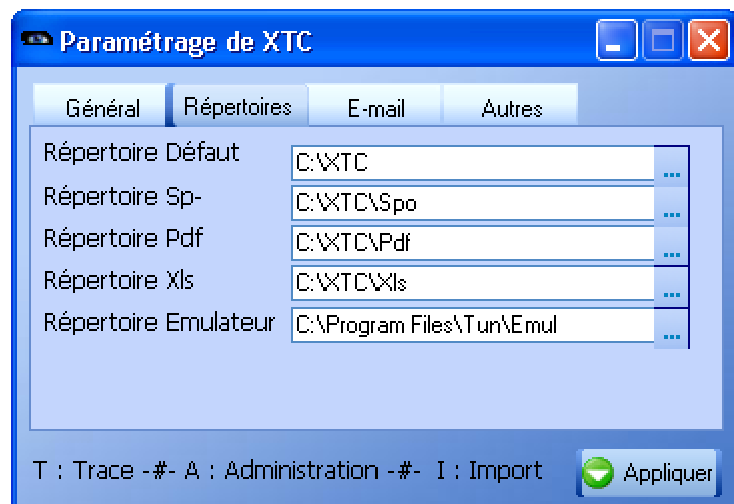 Paramétrage de XTC
Général Répertoires E-mail Autres
Répertoire Défaut C:\XTC ...
Répertoire Sp- C:\XTC\Spo ...
Répertoire Pdf C:\XTC\Pdf ...
Répertoire Xls C:\XTC\Xls ...
Répertoire Emulateur C:\Program Files\Tun\Emul ...
T : Trace -#- A : Administration -#- I : Import Appliquer